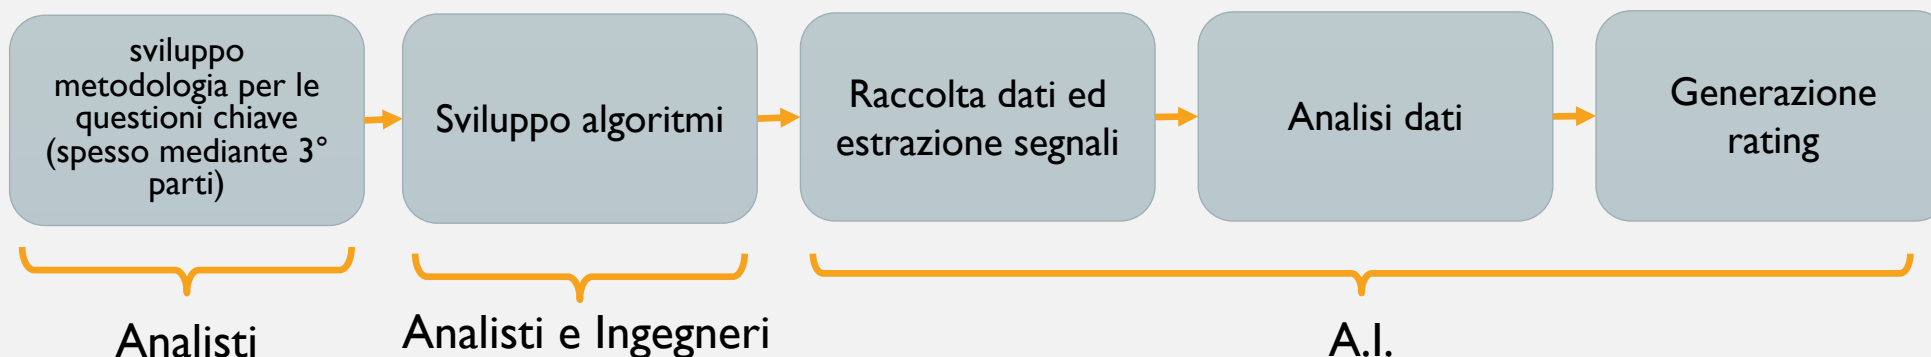 sviluppo
metodologia per le
questioni chiave
(spesso mediante 3°
parti)
Sviluppo algoritmi
Raccolta dati ed
estrazione segnali
Analisi dati
Generazione
rating
Analisti
Analisti e Ingegneri
A.I.